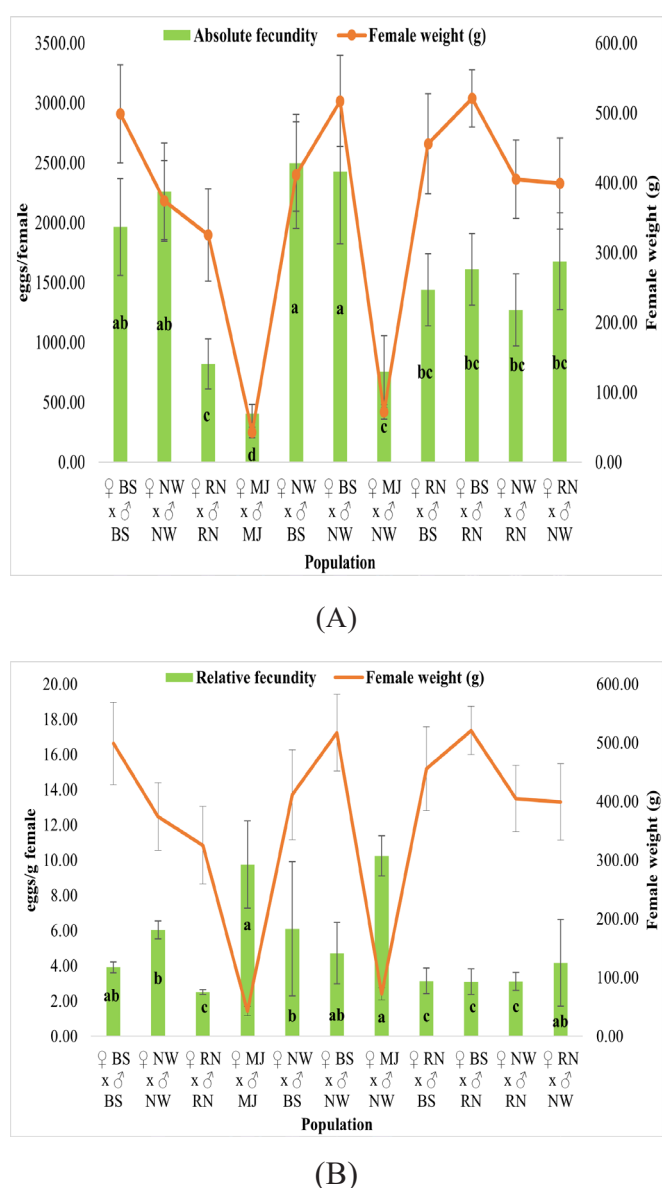 Absolute fecundity Female weight (g)
3500.00
3000.00
2500.00
2000.00
1500.00
1000.00
500.00
0.00
eggs/female
600.00
500.00
400.00
300.00
200.00
100.00
0.00
Female weight (g)
ab ab c d a a c bc bc bc bc
♀ BS ♀ NW ♀ RN ♀ MJ ♀ NW ♀ BS ♀ MJ ♀ RN ♀ BS ♀ NW ♀ RN
x ♂ x ♂ x ♂ x ♂ x ♂ x ♂ x ♂ x ♂ x ♂ x ♂ x ♂
BS NW RN MJ BS NW NW BS RN RN NW
Population
(A)
Relative fecundity Female weight (g)
20.00
18.00
16.00
14.00
12.00
10.00
8.00
6.00
4.00
2.00
0.00
eggs/g female
600.00
500.00
400.00
300.00
200.00
100.00
0.00
Female weight (g)
ab b c a b ab a c c c ab
♀ BS ♀ NW ♀ RN ♀ MJ ♀ NW ♀ BS ♀ MJ ♀ RN ♀ BS ♀ NW ♀ RN
x ♂ x ♂ x ♂ x ♂ x ♂ x ♂ x ♂ x ♂ x ♂ x ♂ x ♂
BS NW RN MJ BS NW NW BS RN RN NW
Population
(B)